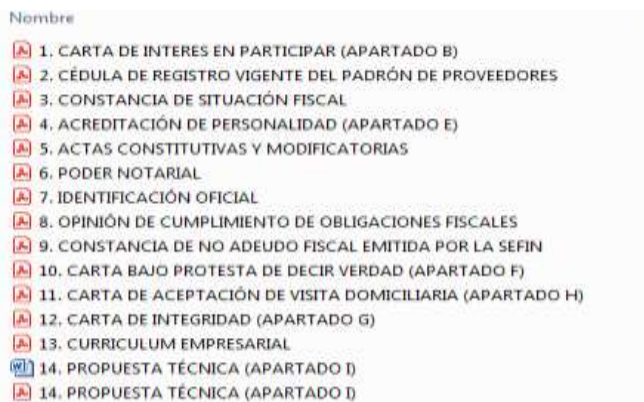 Nombre
1. CARTA DE INTERES EN PARTICIPAR (APARTADO B)
2. CÉDULA DE REGISTRO VIGENTE DEL PADRÓN DE PROVEEDORES
3. CONSTANCIA DE SITUACIÓN FISCAL
4. ACREDITACIÓN DE PERSONALIDAD (APARTADO E)
5. ACTAS CONSTITUTIVAS Y MODIFICATORIAS
6. PODER NOTARIAL
7. IDENTIFICACIÓN OFICIAL
8. OPINIÓN DE CUMPLIMIENTO DE OBLIGACIONES FISCALES
9. CONSTANCIA DE NO ADEUDO FISCAL EMITIDA POR LA SEFIN
10. CARTA BAJO PROTESTA DE DECIR VERDAD (APARTADO F)
11. CARTA DE ACEPTACIÓN DE VISITA DOMICILIARIA (APARTADO H)
12. CARTA DE INTEGRIDAD (APARTADO G)
13. CURRICULUM EMPRESARIAL
14. PROPUESTA TÉCNICA (APARTADO I)
14. PROPUESTA TÉCNICA (APARTADO I)